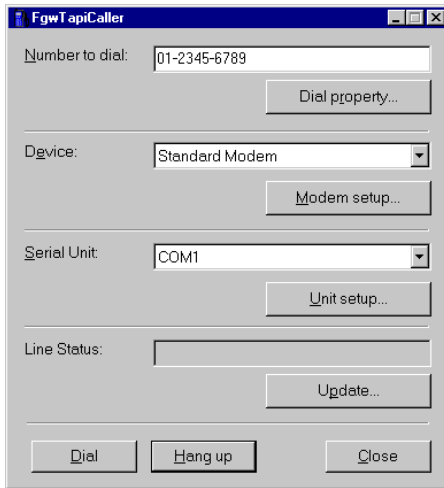 FgwTapiCaller
Number to dial: 01-2345-6789
Dial property...
Device: Standard Modem
Modem setup...
Serial Unit: COM1
Unit setup...
Line Status:
Update...
Dial Hang up Close